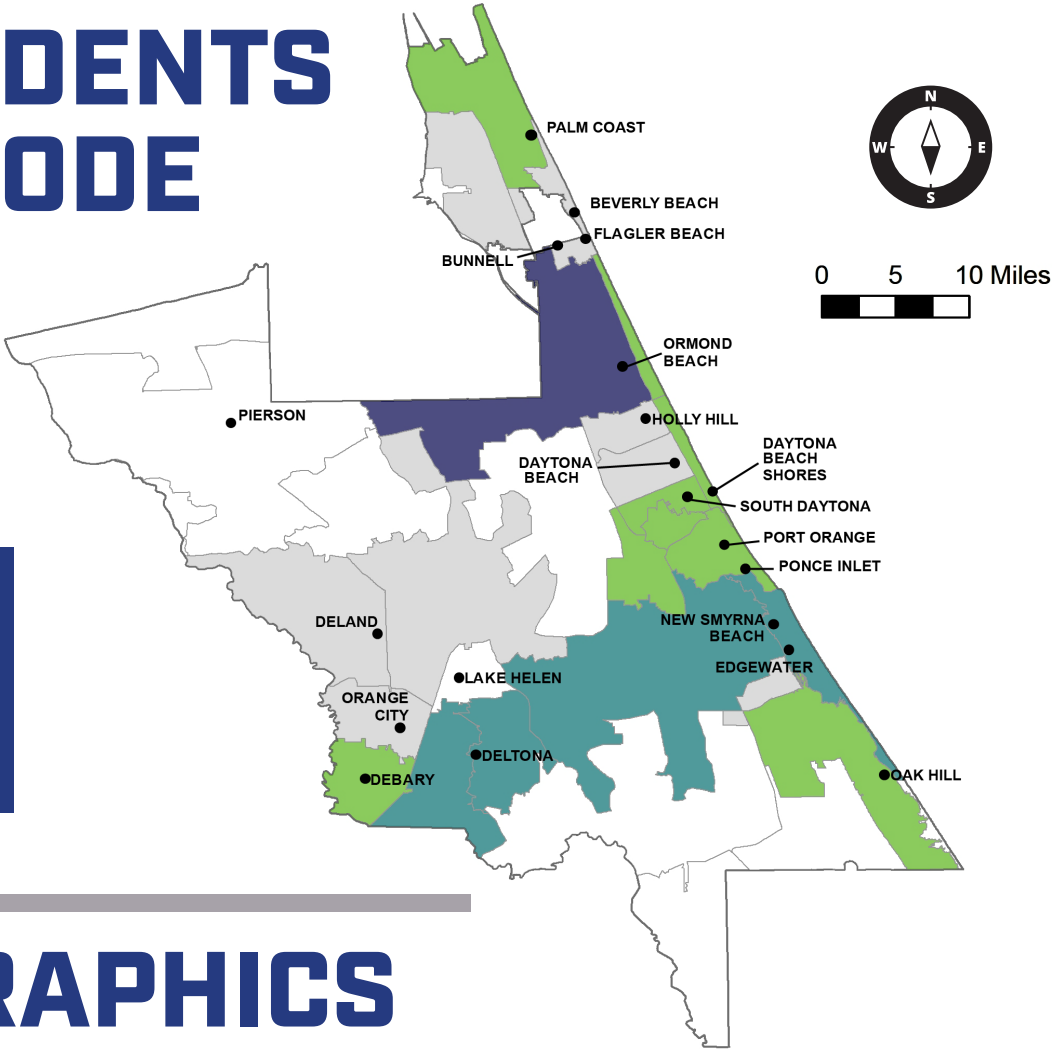 DENTS
ODE
N
W
E
S
0 5 10 Miles
PALM COAST
BEVERLY BEACH
FLAGLER BEACH
BUNNELL
ORMOND
BEACH
PIERSON
HOLLY HILL
DAYTONA
BEACH
DAYTONA
BEACH
SHORES
SOUTH DAYTONA
PORT ORANGE
PONCE INLET
DELAND
NEW SMYRNA
BEACH
EDGEWATER
LAKE HELEN
ORANGE
CITY
DELTONA
DEBARY
OAK HILL
RAPHICS